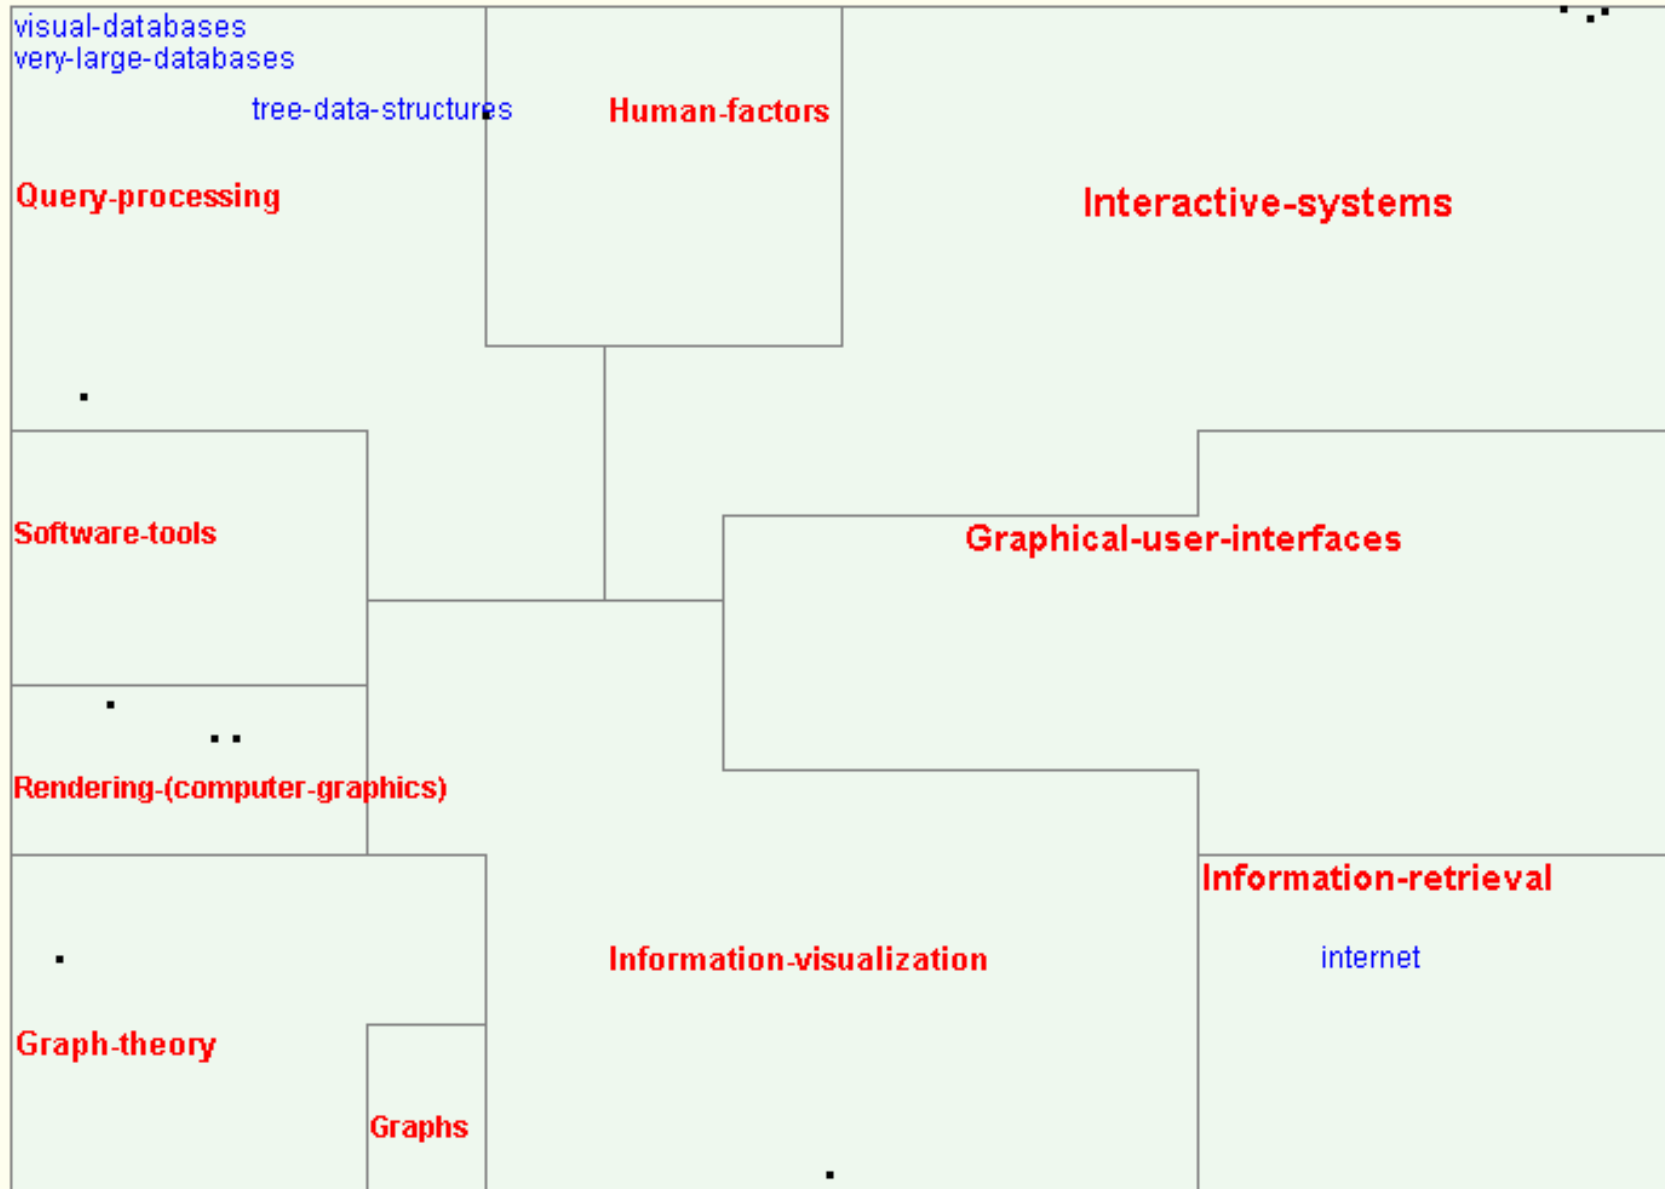 visual-databases
very-large-databases
tree-data-structures
Human-factors
Query-processing
Interactive-systems
Software-tools
Graphical-user-interfaces
Rendering-(computer-graphics)
Information-retrieval
Information-visualization
internet
Graph-theory
Graphs